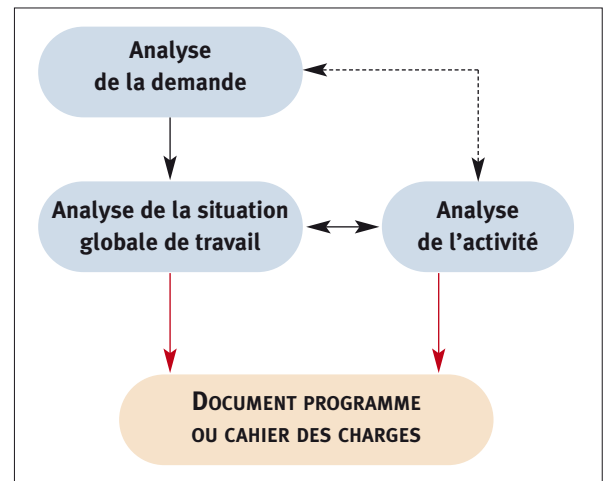 Analyse
de la demande
Analyse de la situation
globale de travail
Analyse
de l’activité
DOCUMENT PROGRAMME
OU CAHIER DES CHARGES